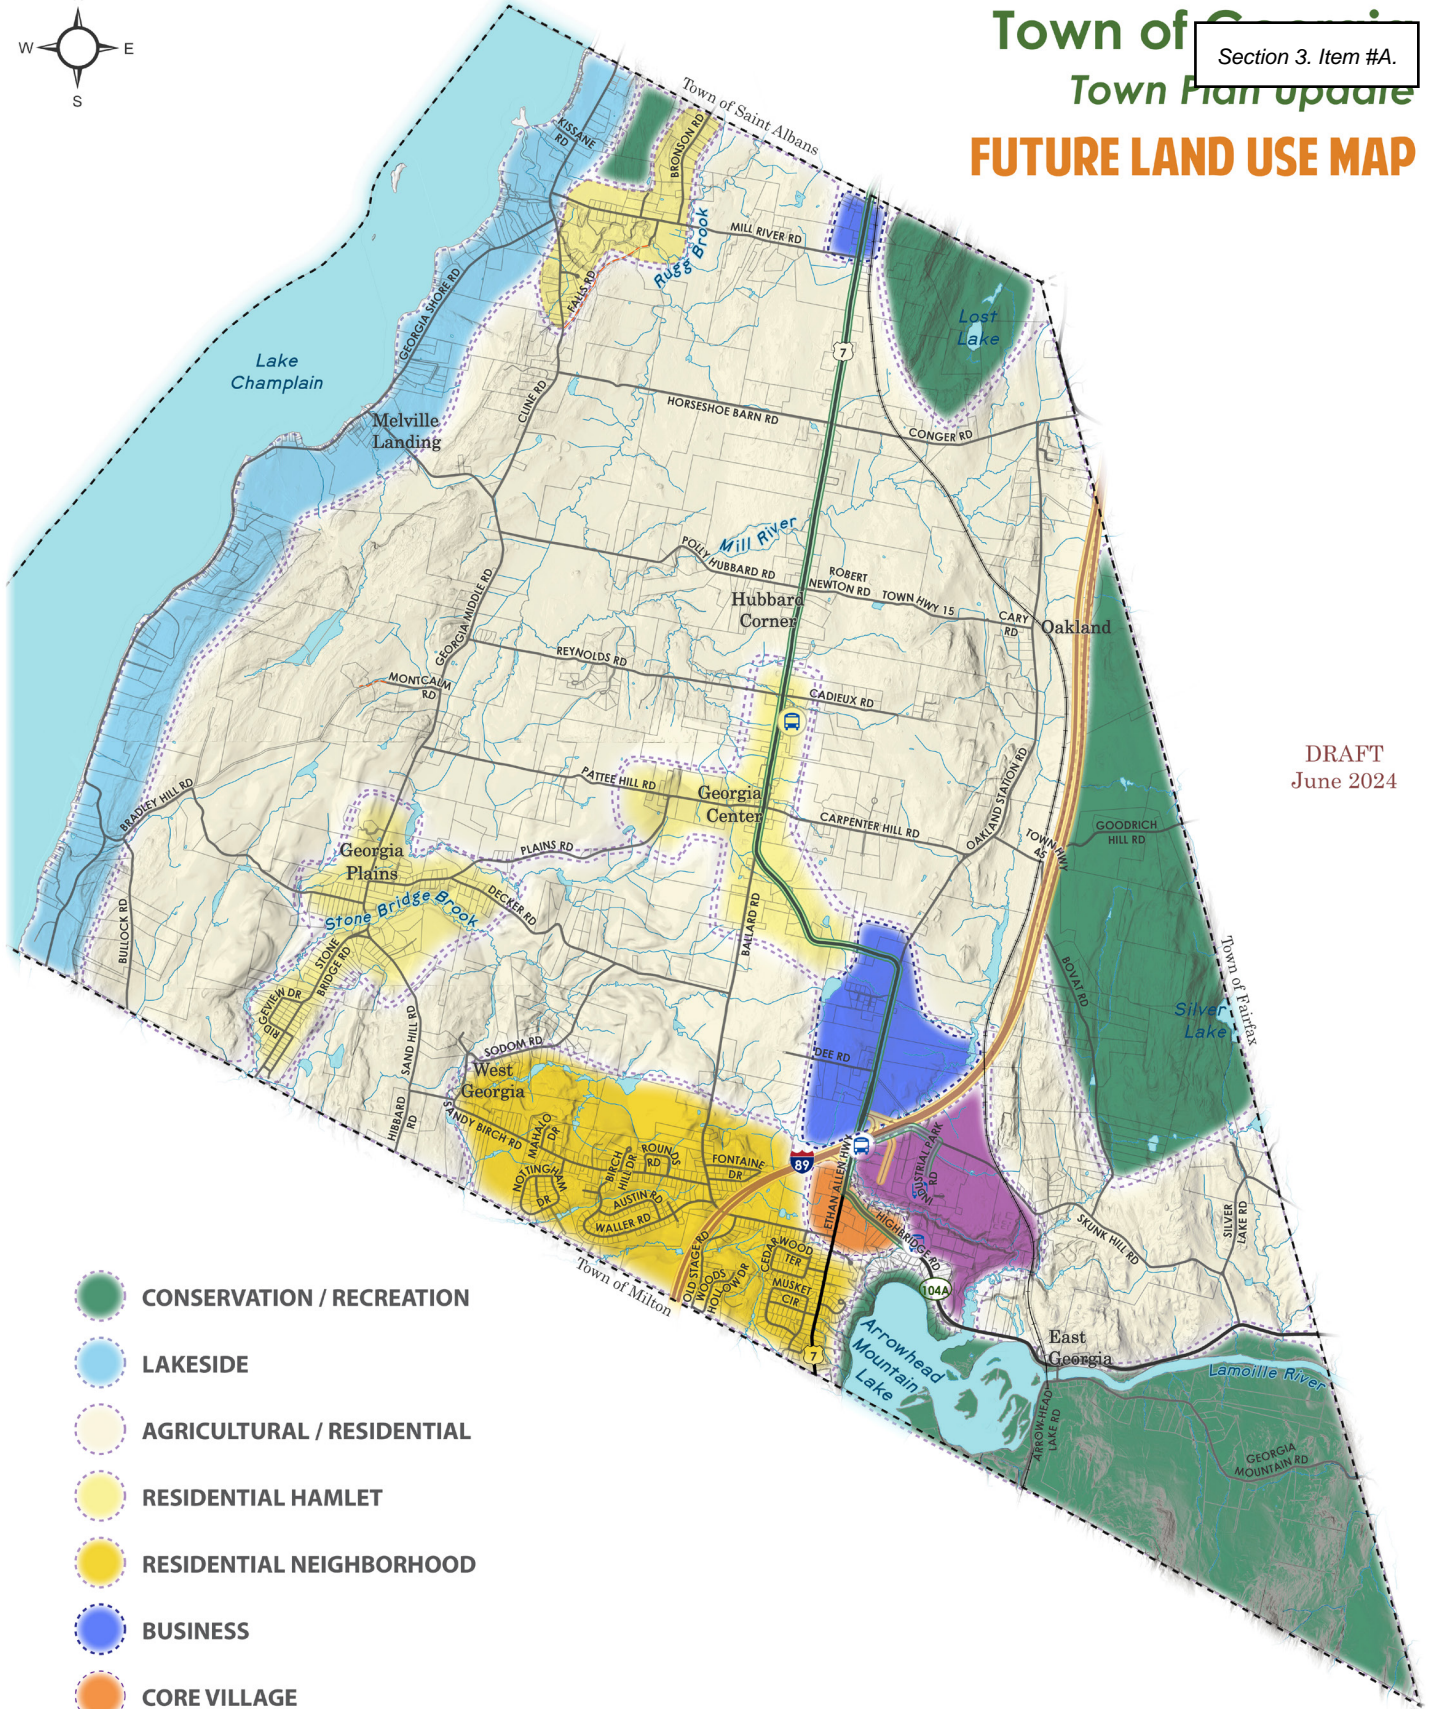 W
E
S
Town of
Section 3. Item #A.
Town Plan Update
FUTURE LAND USE MAP
Town of Saint Albans
KISSANE
RD
BRONSON RD
MILL RIVER RD
Rugg Brook
FALLS RD
GEORGIA SHORE RD
Lost
Lake
7
Lake
Champlain
CLINE RD
HORSESHOE BARN RD
CONGER RD
Melville
Landing
Mill River
POLLY
HUBBARD RD
ROBERT
NEWTON RD
TOWN HWY 15
Hubbard
Corner
CARY
RD
Oakland
GEORGIA MIDDLE RD
REYNOLDS RD
MONTCALM
RD
CADIEUX RD
DRAFT
June 2024
PATTEE HILL RD
Georgia
Center
BRADLEY HILL RD
CARPENTER HILL RD
OAKLAND STATION RD
TOWN HWY
45
GOODRICH
HILL RD
Georgia
Plains
PLAINS RD
DECKER RD
Stone Bridge Brook
BULLOCK RD
STONE
BRIDGE RD
BALLARD RD
RIDGEVIEW DR
BOVAT RD
Town of Fairfax
Silver
Lake
SAND HILL RD
SODOM RD
DEE RD
West
Georgia
HIBBARD
RD
SANDY BIRCH RD
MAHALO
DR
BIRCH
HILL DR
ROUNDS
RD
FONTAINE
DR
89
ETHAN ALLEN HWY
INDUSTRIAL PARK
RD
NOTTINGHAM
DR
AUSTIN RD
WALLER RD
HIGHBRIDGE RD
SKUNK HILL RD
SILVER
LAKE RD
OLD STAGE RD
WOODS
HOLLOW DR
CEDARWOOD
TER
MUSKET
CIR
Town of Milton
104A
7
Arrowhead
Mountain
Lake
East
Georgia
Lamoille River
ARROWHEAD
LAKE RD
GEORGIA
MOUNTAIN RD
CONSERVATION / RECREATION
LAKESIDE
AGRICULTURAL / RESIDENTIAL
RESIDENTIAL HAMLET
RESIDENTIAL NEIGHBORHOOD
BUSINESS
CORE VILLAGE